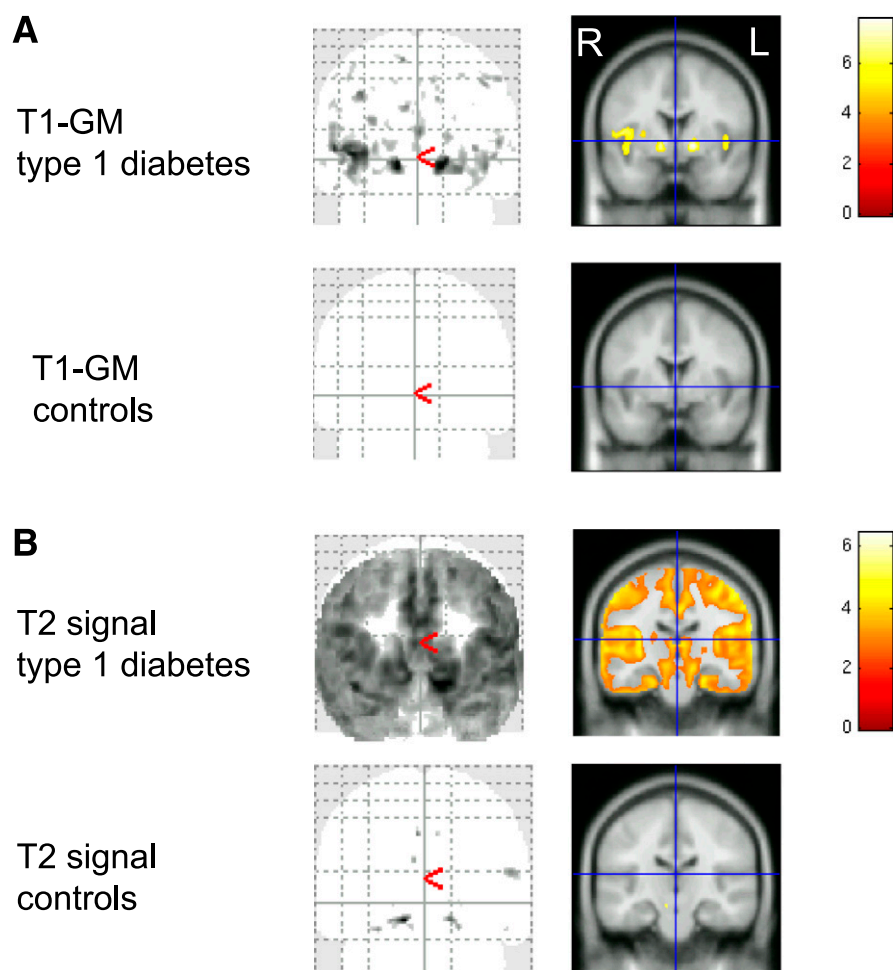 A
T1-GM
type 1 diabetes
R L
6
4
2
0
T1-GM
controls
B
T2 signal
type 1 diabetes
6
4
2
0
T2 signal
controls